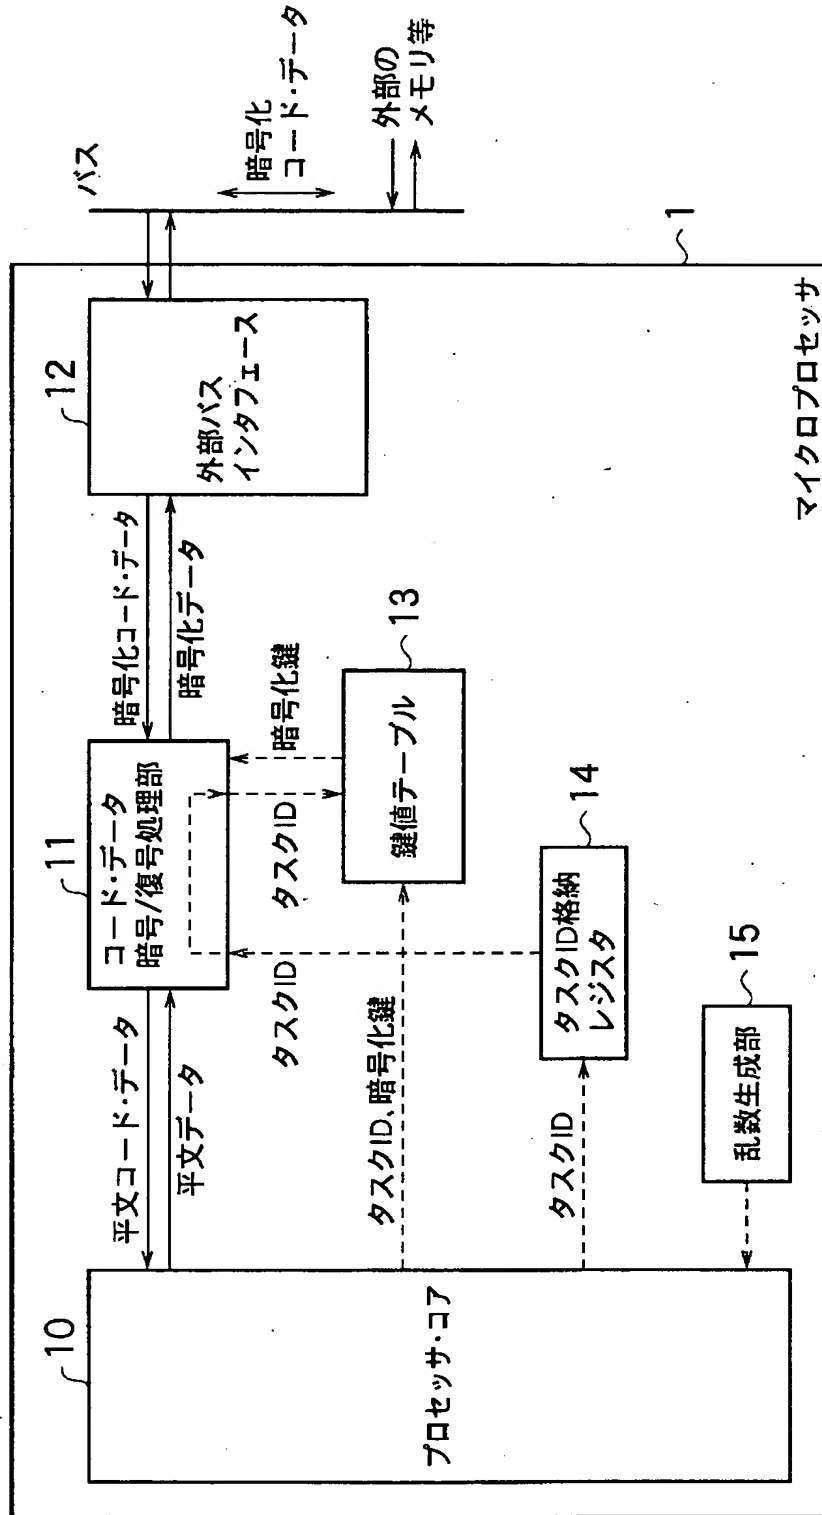 バス
暗号化
コード・データ
外部の
メモリ等
1
マイクロプロセッサ
12
外部バス
インタフェース
暗号化コード・データ
暗号化データ
11
コード・データ
暗号/復号処理部
暗号化鍵
タスクID
タスクID
13
鍵値テーブル
14
タスクID格納
レジスタ
15
乱数生成部
平文コード・データ
平文データ
タスクID、暗号化鍵
タスクID
10
プロセッサ・コア